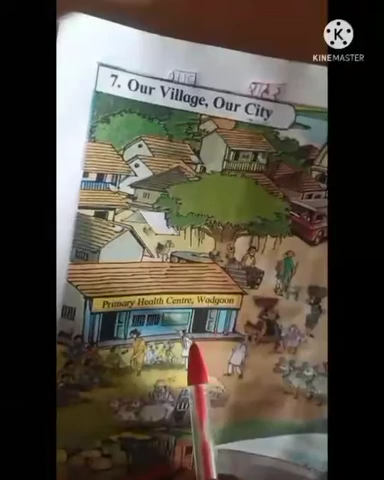 KINEMASTER
7. Our Village, Our City
Primary Health Centre, Wadgaon